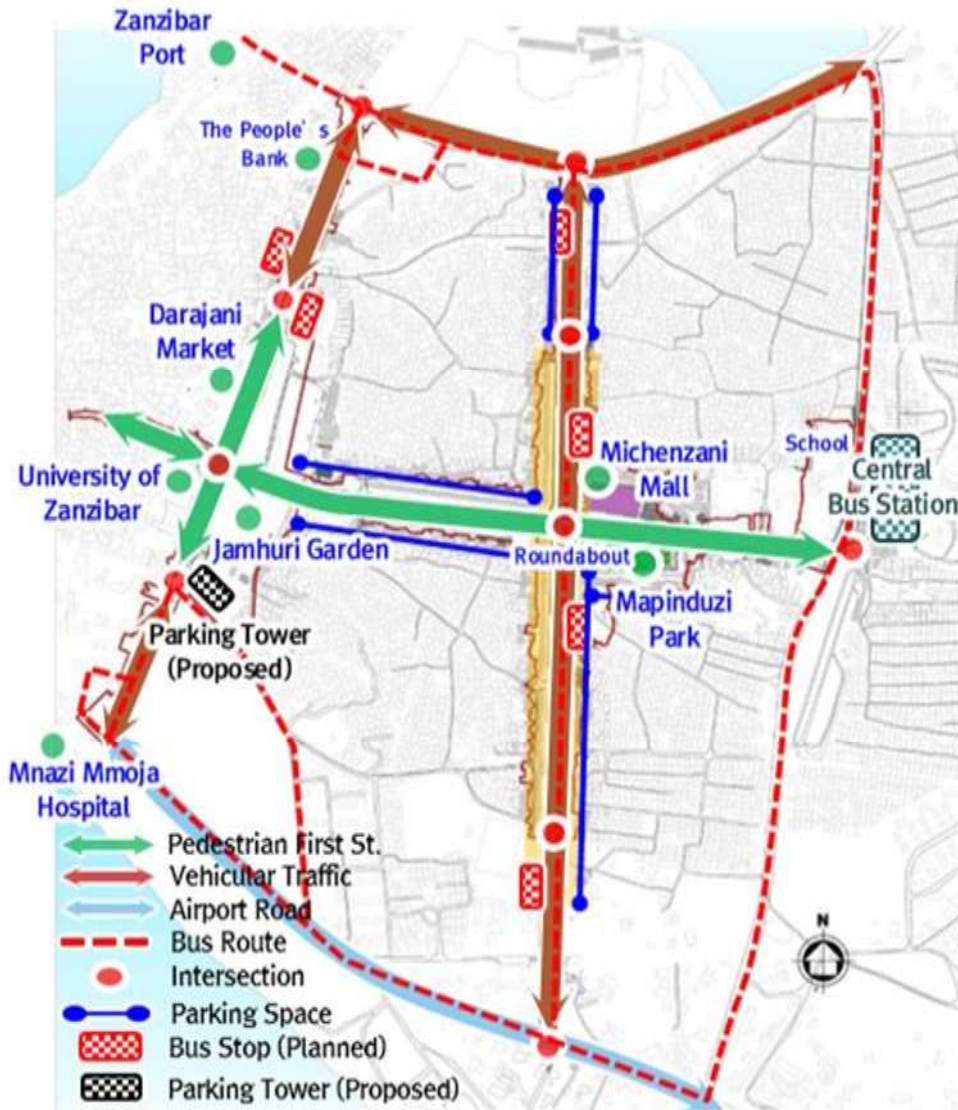 Zanzibar
Port
The People's
Bank
Darajani
Market
University of
Zanzibar
Jamhuri Garden
Michenzani
Mall
School
Central
Bus Station
Roundabout
Mapinduzi
Park
Parking Tower
(Proposed)
Mnazi Mmoja
Hospital
Pedestrian First St.
Vehicular Traffic
Airport Road
Bus Route
Intersection
Parking Space
Bus Stop (Planned)
Parking Tower (Proposed)
N